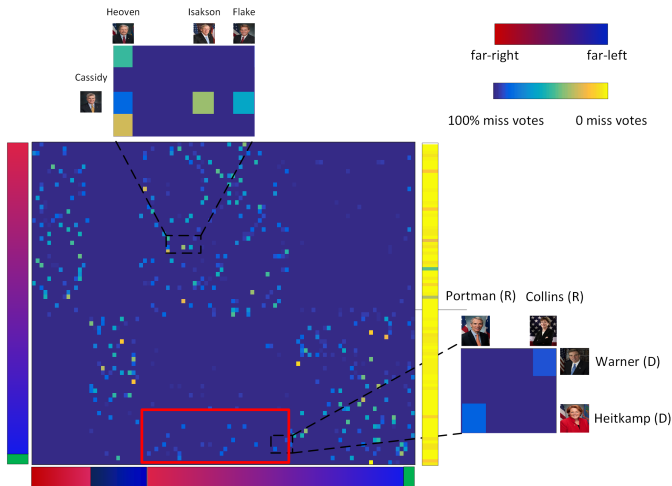 Heoven Isakson Flake
Cassidy
far-right far-left
100% miss votes 0 miss votes
Portman (R) Collins (R)
Warner (D)
Heitkamp (D)